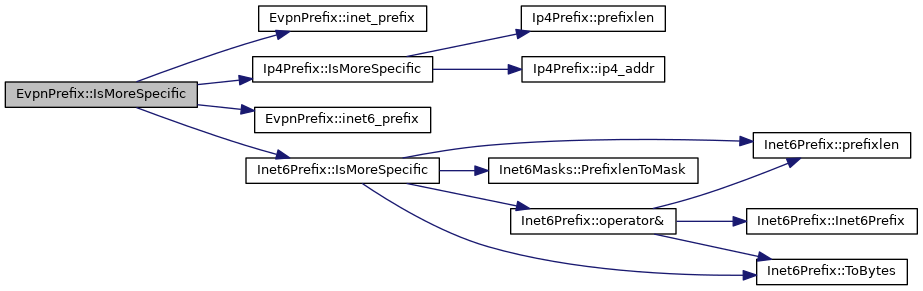 EvpnPrefix::IsMoreSpecific
EvpnPrefix::inet_prefix
Ip4Prefix::IsMoreSpecific
EvpnPrefix::inet6_prefix
Inet6Prefix::IsMoreSpecific
Ip4Prefix::prefixlen
Ip4Prefix::ip4_addr
Inet6Masks::PrefixlenToMask
Inet6Prefix::operator&
Inet6Prefix::prefixlen
Inet6Prefix::Inet6Prefix
Inet6Prefix::ToBytes